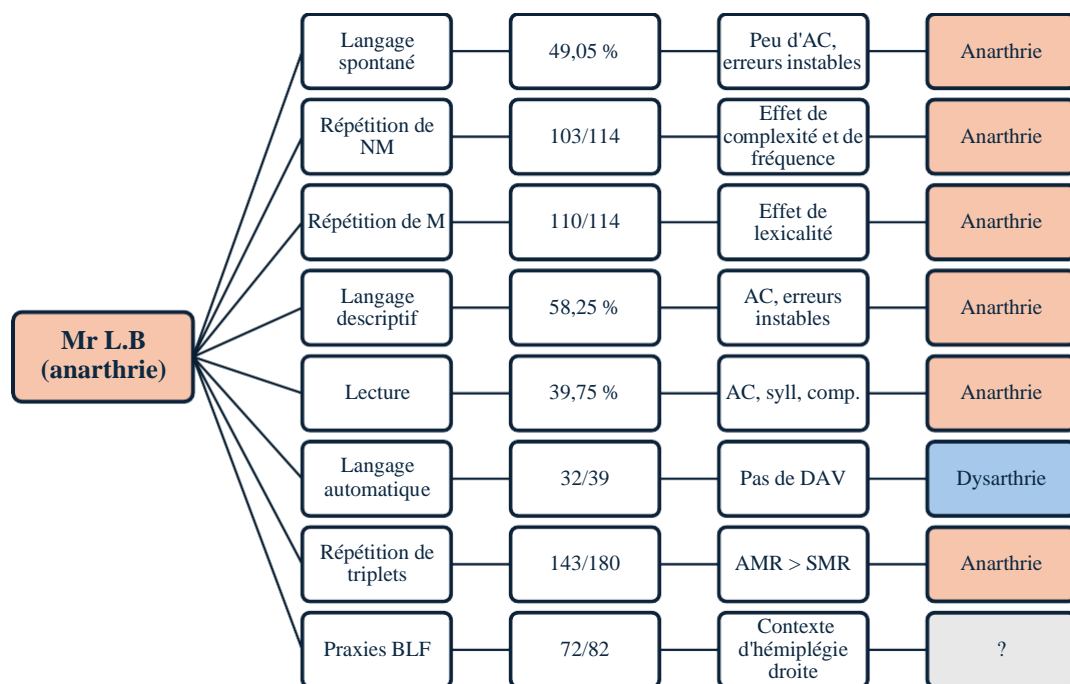 Langage
spontané
49,05 %
Peu d'AC,
erreurs instables
Anarthrie
Répétition de
NM
103/114
Effet de
complexité et de
fréquence
Anarthrie
Répétition de M
110/114
Effet de
lexicalité
Anarthrie
Langage
descriptif
58,25 %
AC, erreurs
instables
Anarthrie
Mr L.B
(anarthrie)
Lecture
39,75 %
AC, syll, comp.
Anarthrie
Langage
automatique
32/39
Pas de DAV
Dysarthrie
Répétition de
triplets
143/180
AMR > SMR
Anarthrie
Praxies BLF
72/82
Contexte
d'hémiplégie
droite
?